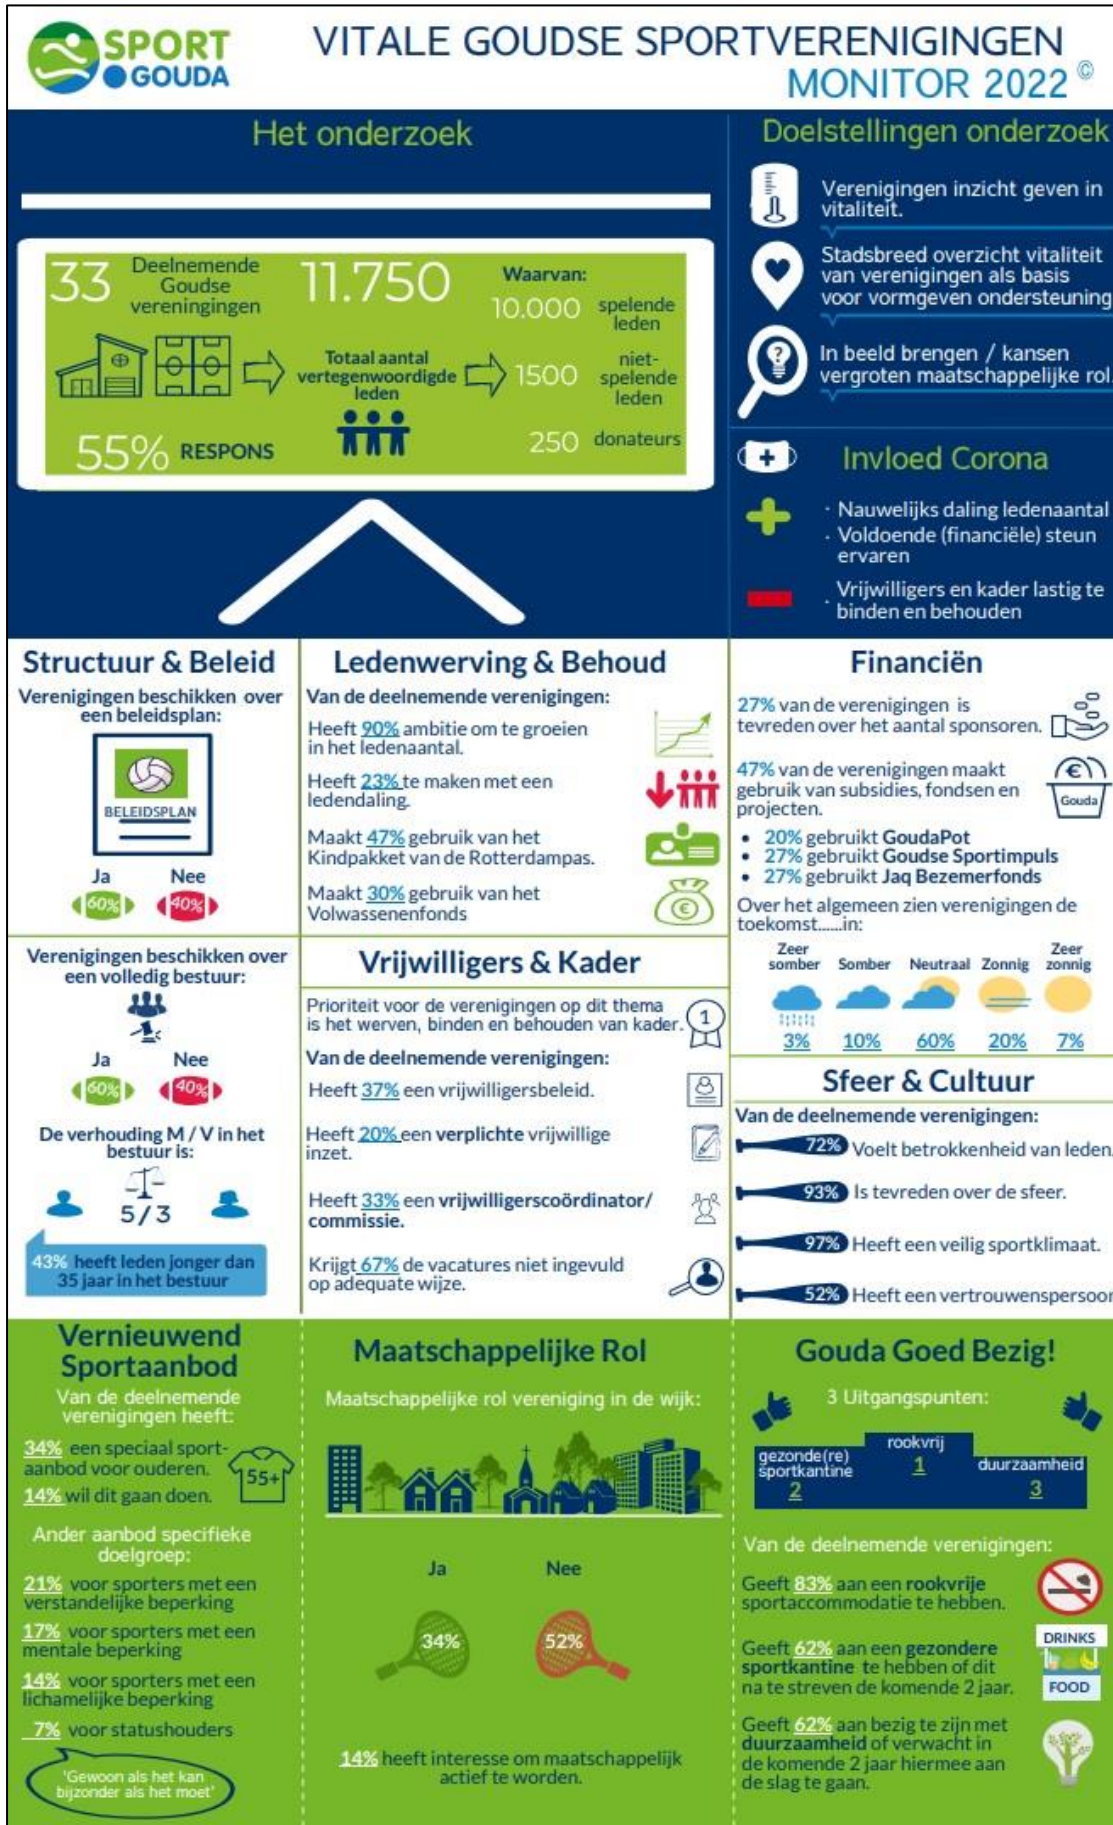 SPORT
GOUDA
VITALE GOUDSE SPORTVERENIGINGEN
MONITOR 2022 ©
Het onderzoek
33
Deelnemende
Goudse
vereningingen
55% RESPONS
11.750
Totaal aantal
vertegenwoordigde
leden
Waarvan:
10.000 spelende
leden
1500 niet-
spelende
leden
250 donateurs
Doelstellingen onderzoek
Verenigingen inzicht geven in
vitaliteit.
Stadsbreed overzicht vitaliteit
van verenigingen als basis
voor vormgeven ondersteuning
?
In beeld brengen / kansen
vergroten maatschappelijke rol.
Invloed Corona
· Nauwelijks daling ledenaantal
· Voldoende (financiële) steun
ervaren
· Vrijwilligers en kader lastig te
binden en behouden
Structuur & Beleid
Verenigingen beschikken over
een beleidsplan:
BELEIDSPLAN
Ja Nee
60% 40%
Verenigingen beschikken over
een volledig bestuur:
Ja Nee
60% 40%
De verhouding M / V in het
bestuur is:
5 / 3
43% heeft leden jonger dan
35 jaar in het bestuur
Ledenwerving & Behoud
Van de deelnemende verenigingen:
Heeft 90% ambitie om te groeien
in het ledenaantal.
Heeft 23% te maken met een
ledendaling.
Maakt 47% gebruik van het
Kindpakket van de Rotterdampas.
Maakt 30% gebruik van het
Volwassenenfonds
€
Vrijwilligers & Kader
Prioriteit voor de verenigingen op dit thema
is het werven, binden en behouden van kader.
1
Van de deelnemende verenigingen:
Heeft 37% een vrijwilligersbeleid.
Heeft 20% een verplichte vrijwillige
inzet.
Heeft 33% een vrijwilligerscoördinator/
commissie.
Krijgt 67% de vacatures niet ingevuld
op adequate wijze.
Financiën
27% van de verenigingen is
tevreden over het aantal sponsoren.
47% van de verenigingen maakt
gebruik van subsidies, fondsen en
projecten.
€
Gouda
• 20% gebruikt GoudaPot
• 27% gebruikt Goudse Sportimpuls
• 27% gebruikt Jaq Bezemerfonds
Over het algemeen zien verenigingen de
toekomst......in:
Zeer
somber Somber Neutraal Zonnig Zeer
zonnig
3% 10% 60% 20% 7%
Sfeer & Cultuur
Van de deelnemende verenigingen:
72% Voelt betrokkenheid van leden.
93% Is tevreden over de sfeer.
97% Heeft een veilig sportklimaat.
52% Heeft een vertrouwenspersoon
Vernieuwend
Sportaanbod
Van de deelnemende
verenigingen heeft:
34% een speciaal sport-
aanbod voor ouderen.
14% wil dit gaan doen.
55+
Ander aanbod specifieke
doelgroep:
21% voor sporters met een
verstandelijke beperking
17% voor sporters met een
mentale beperking
14% voor sporters met een
lichamelijke beperking
7% voor statushouders
'Gewoon als het kan
bijzonder als het moet'
Maatschappelijke Rol
Maatschappelijke rol vereniging in de wijk:
Ja Nee
34% 52%
14% heeft interesse om maatschappelijk
actief te worden.
Gouda Goed Bezig!
3 Uitgangspunten:
gezonde(re)
sportkantine
2
rookvrij
1
duurzaamheid
3
Van de deelnemende verenigingen:
Geeft 83% aan een rookvrije
sportaccommodatie te hebben.
Geeft 62% aan een gezondere
sportkantine te hebben of dit
na te streven de komende 2 jaar.
DRINKS
FOOD
Geeft 62% aan bezig te zijn met
duurzaamheid of verwacht in
de komende 2 jaar hiermee aan
de slag te gaan.